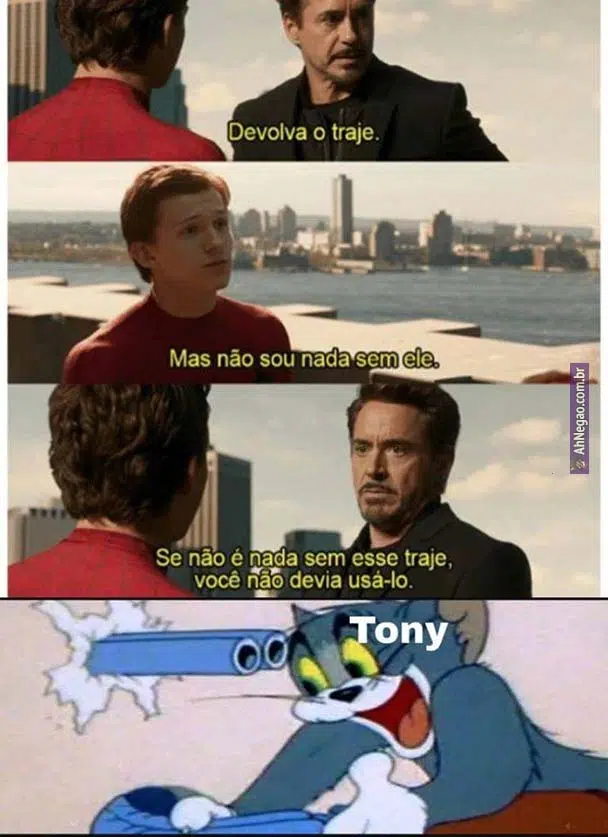 Devolva o traje.
Mas não sou nada sem ele.
AhNegao.com.br
Se não é nada sem esse traje,
você não devia usá-lo.
Tony